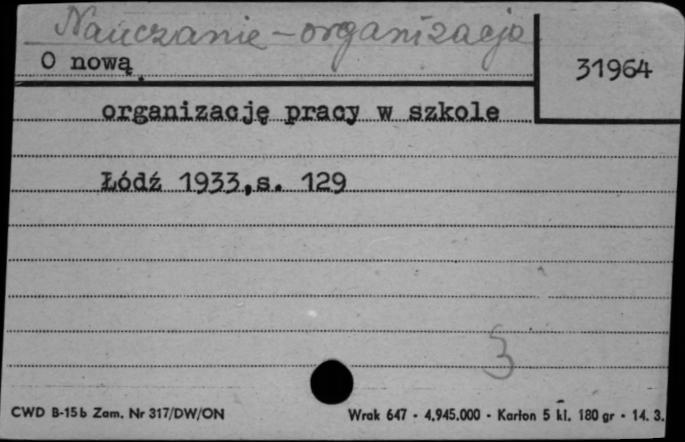 Nauczanie - organizacja
O nową
31964
organizację pracy w szkole
Łódź 1933,s. 129
3
CWD B-15b Zam. Nr 317/DW/ON
Wrak 647 - 4.945.000 - Karton 5 kl. 180 gr - 14. 3.